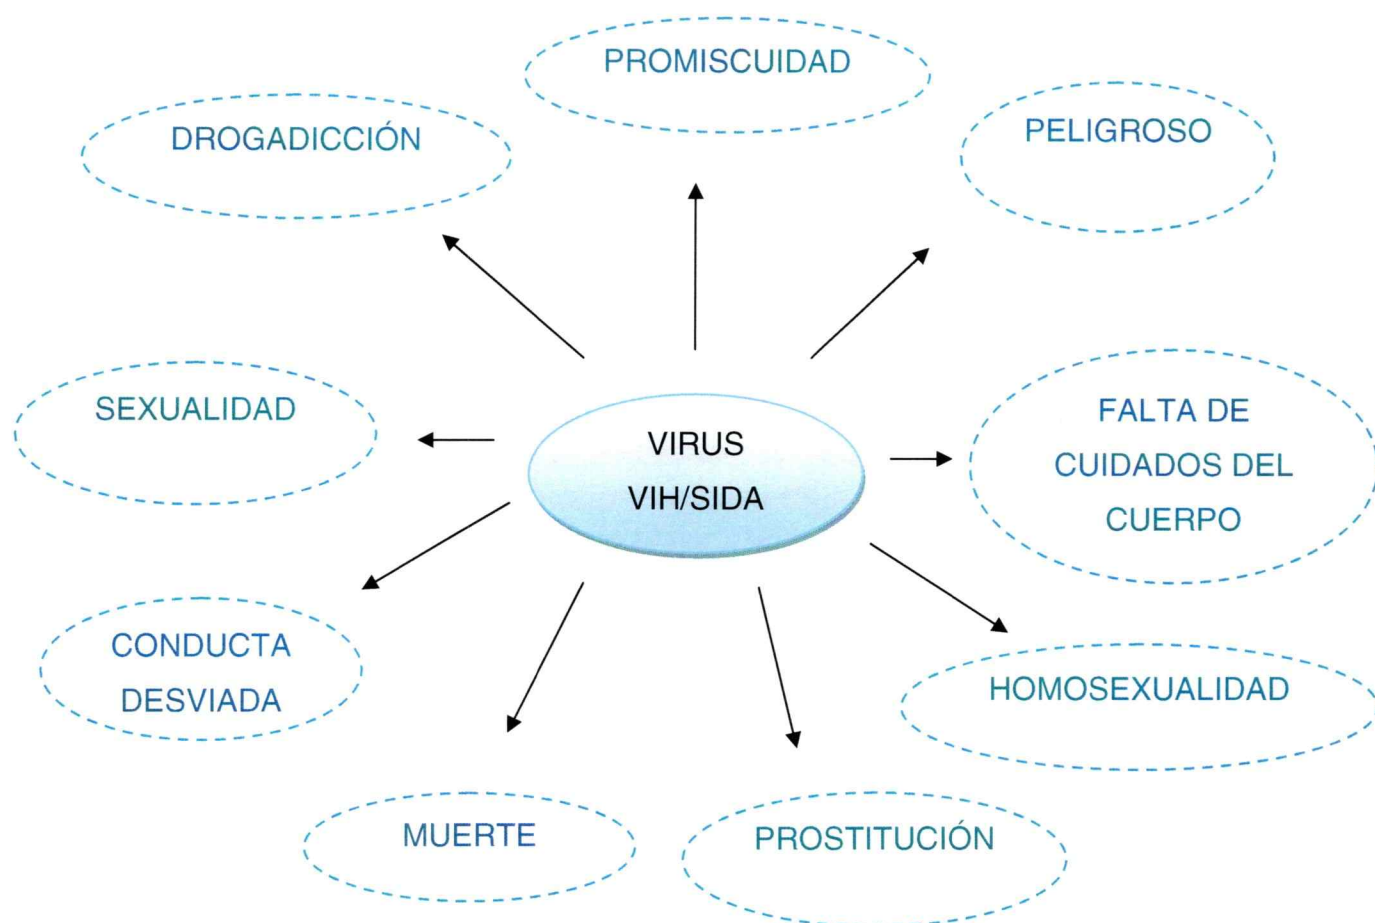 PROMISCUIDAD
DROGADICCIÓN
PELIGROSO
SEXUALIDAD
VIRUS
VIH/SIDA
FALTA DE
CUIDADOS DEL
CUERPO
CONDUCTA
DESVIADA
HOMOSEXUALIDAD
MUERTE
PROSTITUCIÓN